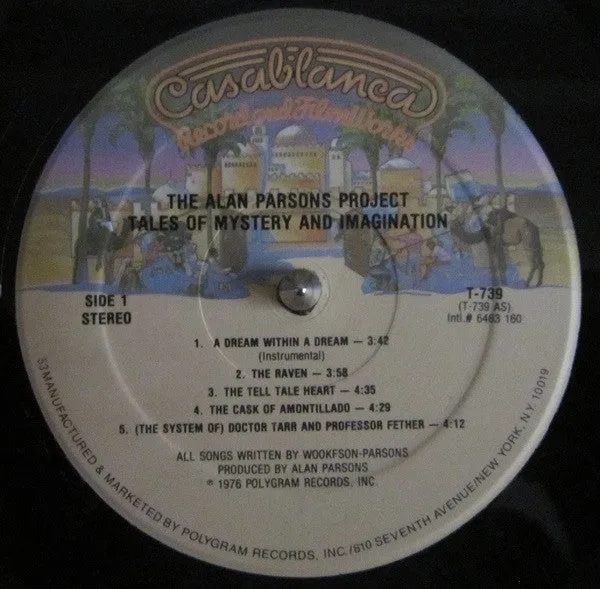 Casablanca
Record and FilmWorks
THE ALAN PARSONS PROJECT
TALES OF MYSTERY AND IMAGINATION
SIDE 1
STEREO
T-739
(T-739 AS)
Intl.# 6463 160
1. A DREAM WITHIN A DREAM — 3:42
(Instrumental)
2. THE RAVEN — 3:58
3. THE TELL TALE HEART — 4:35
4. THE CASK OF AMONTILLADO — 4:29
5. (THE SYSTEM OF) DOCTOR TARR AND PROFESSOR FETHER — 4:12
ALL SONGS WRITTEN BY WOOKFSON-PARSONS
PRODUCED BY ALAN PARSONS
℗ 1976 POLYGRAM RECORDS, INC
53 MANUFACTURED & MARKETED BY POLYGRAM RECORDS, INC./810 SEVENTH AVENUE/NEW YORK, N.Y. 10019